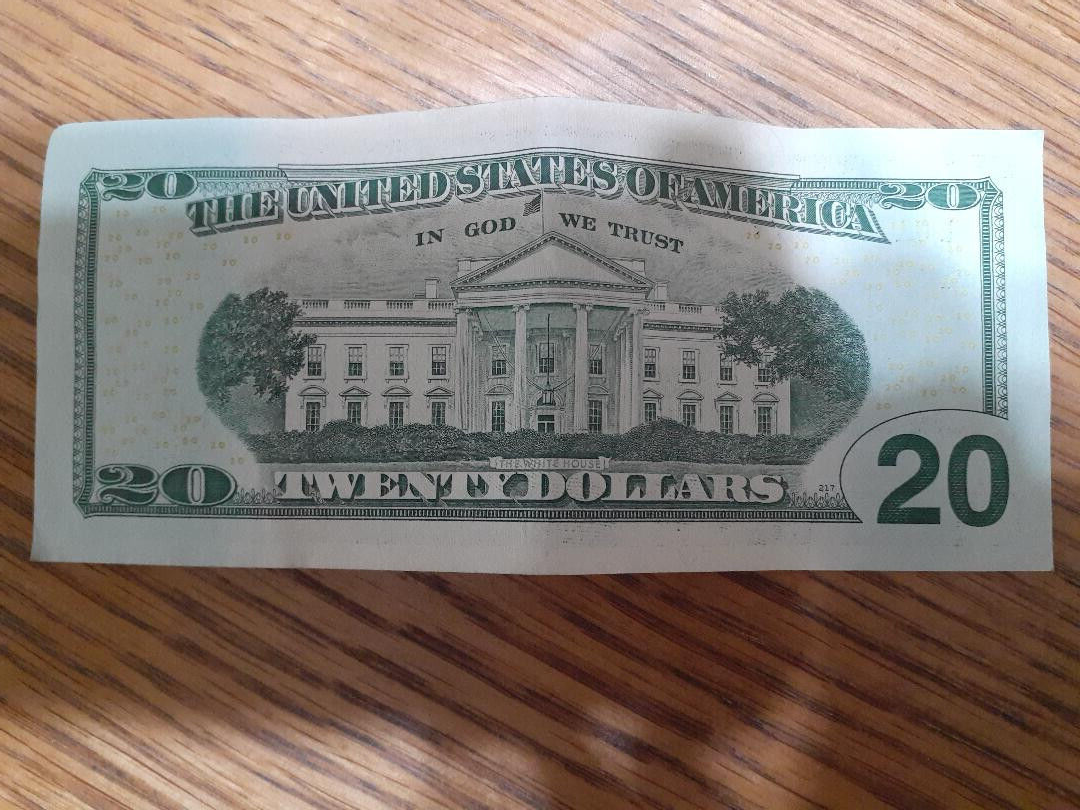 20 THE UNITED STATES OF AMERICA 20
IN GOD WE TRUST
THE WHITE HOUSE
20 TWENTY DOLLARS 217 20